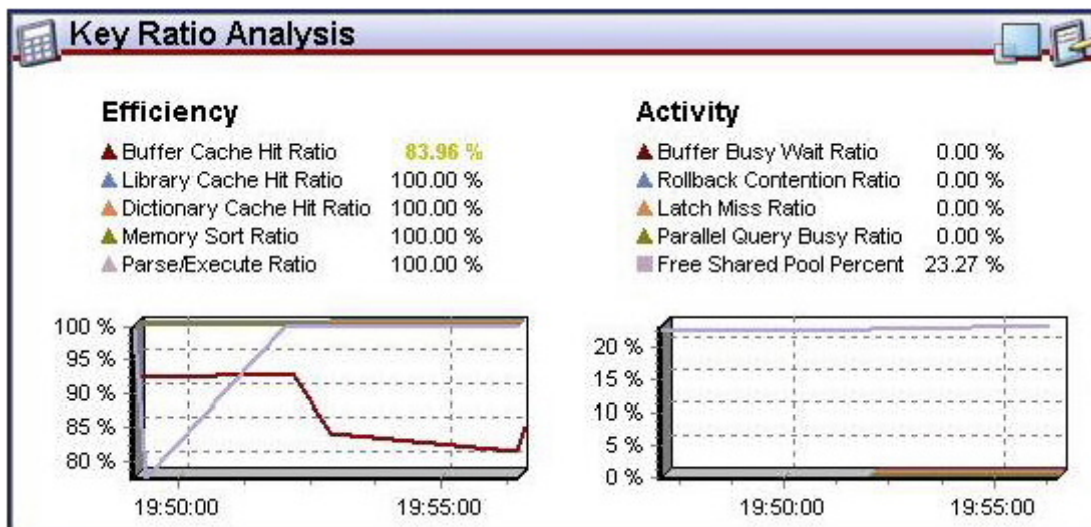 Key Ratio Analysis
Efficiency
Buffer Cache Hit Ratio 83.96 %
Library Cache Hit Ratio 100.00 %
Dictionary Cache Hit Ratio 100.00 %
Memory Sort Ratio 100.00 %
Parse/Execute Ratio 100.00 %
100 %
95 %
90 %
85 %
80 %
19:50:00 19:55:00
Activity
Buffer Busy Wait Ratio 0.00 %
Rollback Contention Ratio 0.00 %
Latch Miss Ratio 0.00 %
Parallel Query Busy Ratio 0.00 %
Free Shared Pool Percent 23.27 %
20 %
15 %
10 %
5 %
0 %
19:50:00 19:55:00